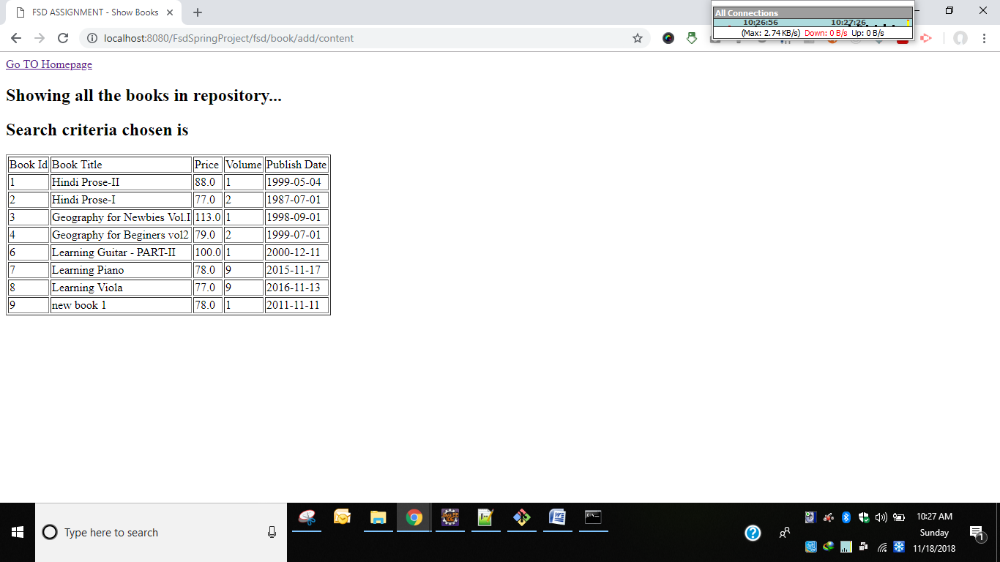 FSD ASSIGNMENT - Show Books
All Connections
10:26:56 10:27:26
(Max: 2.74 KB/s) Down: 0 B/s Up: 0 B/s
localhost:8080/FsdSpringProject/fsd/book/add/content
Go TO Homepage
Showing all the books in repository...
Search criteria chosen is
Book Id Book Title Price Volume Publish Date
1 Hindi Prose-II 88.0 1 1999-05-04
2 Hindi Prose-I 77.0 2 1987-07-01
3 Geography for Newbies Vol.I 113.0 1 1998-09-01
4 Geography for Beginers vol2 79.0 2 1999-07-01
6 Learning Guitar - PART-II 100.0 1 2000-12-11
7 Learning Piano 78.0 9 2015-11-17
8 Learning Viola 77.0 9 2016-11-13
9 new book 1 78.0 1 2011-11-11
Type here to search
10:27 AM
Sunday
11/18/2018
1